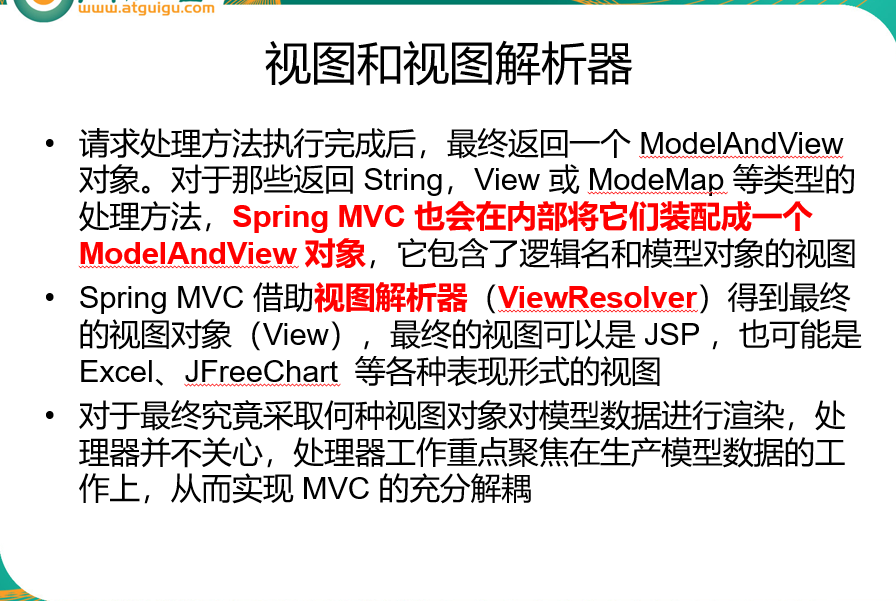 www.atguigu.com
视图和视图解析器
• 请求处理方法执行完成后，最终返回一个 ModelAndView
对象。对于那些返回 String，View 或 ModeMap 等类型的
处理方法，Spring MVC 也会在内部将它们装配成一个
ModelAndView 对象，它包含了逻辑名和模型对象的视图
• Spring MVC 借助视图解析器（ViewResolver）得到最终
的视图对象（View），最终的视图可以是 JSP ，也可能是
Excel、JFreeChart 等各种表现形式的视图
• 对于最终究竟采取何种视图对象对模型数据进行渲染，处
理器并不关心，处理器工作重点聚焦在生产模型数据的工
作上，从而实现 MVC 的充分解耦